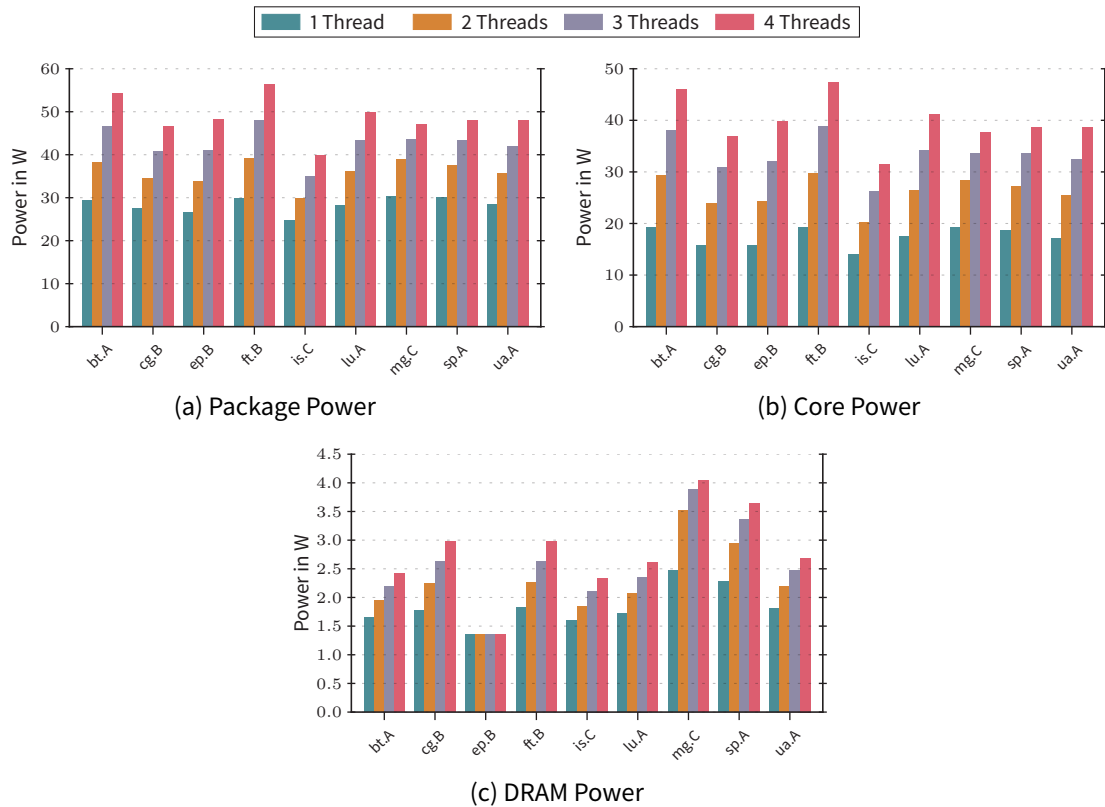 1 Thread 2 Threads 3 Threads 4 Threads
Power in W
60
50
40
30
20
10
0
bt.A cg.B ep.B ft.B is.C lu.A mg.C sp.A ua.A
(a) Package Power
Power in W
50
40
30
20
10
0
bt.A cg.B ep.B ft.B is.C lu.A mg.C sp.A ua.A
(b) Core Power
Power in W
4.5
4.0
3.5
3.0
2.5
2.0
1.5
1.0
0.5
0.0
bt.A cg.B ep.B ft.B is.C lu.A mg.C sp.A ua.A
(c) DRAM Power